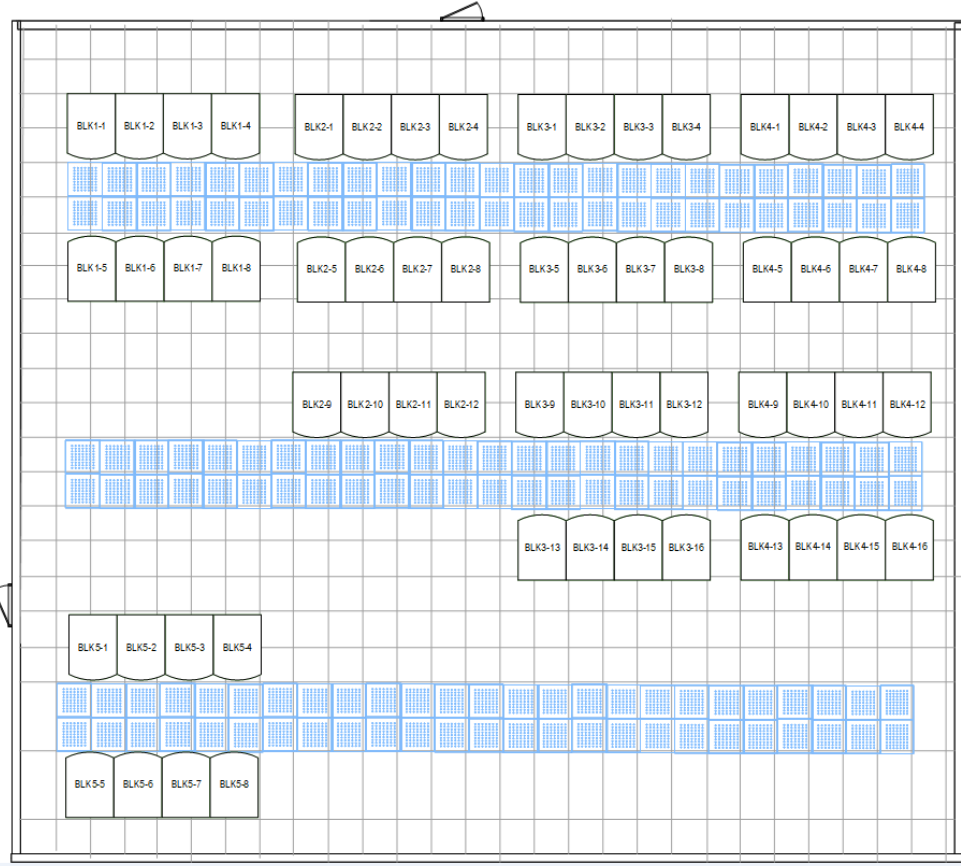 BLK1-1 BLK1-2 BLK1-3 BLK1-4 BLK2-1 BLK2-2 BLK2-3 BLK2-4 BLK3-1 BLK3-2 BLK3-3 BLK3-4 BLK4-1 BLK4-2 BLK4-3 BLK4-4
BLK1-5 BLK1-6 BLK1-7 BLK1-8 BLK2-5 BLK2-6 BLK2-7 BLK2-8 BLK3-5 BLK3-6 BLK3-7 BLK3-8 BLK4-5 BLK4-6 BLK4-7 BLK4-8
BLK2-9 BLK2-10 BLK2-11 BLK2-12 BLK3-9 BLK3-10 BLK3-11 BLK3-12 BLK4-9 BLK4-10 BLK4-11 BLK4-12
BLK3-13 BLK3-14 BLK3-15 BLK3-16 BLK4-13 BLK4-14 BLK4-15 BLK4-16
BLK5-1 BLK5-2 BLK5-3 BLK5-4
BLK5-5 BLK5-6 BLK5-7 BLK5-8